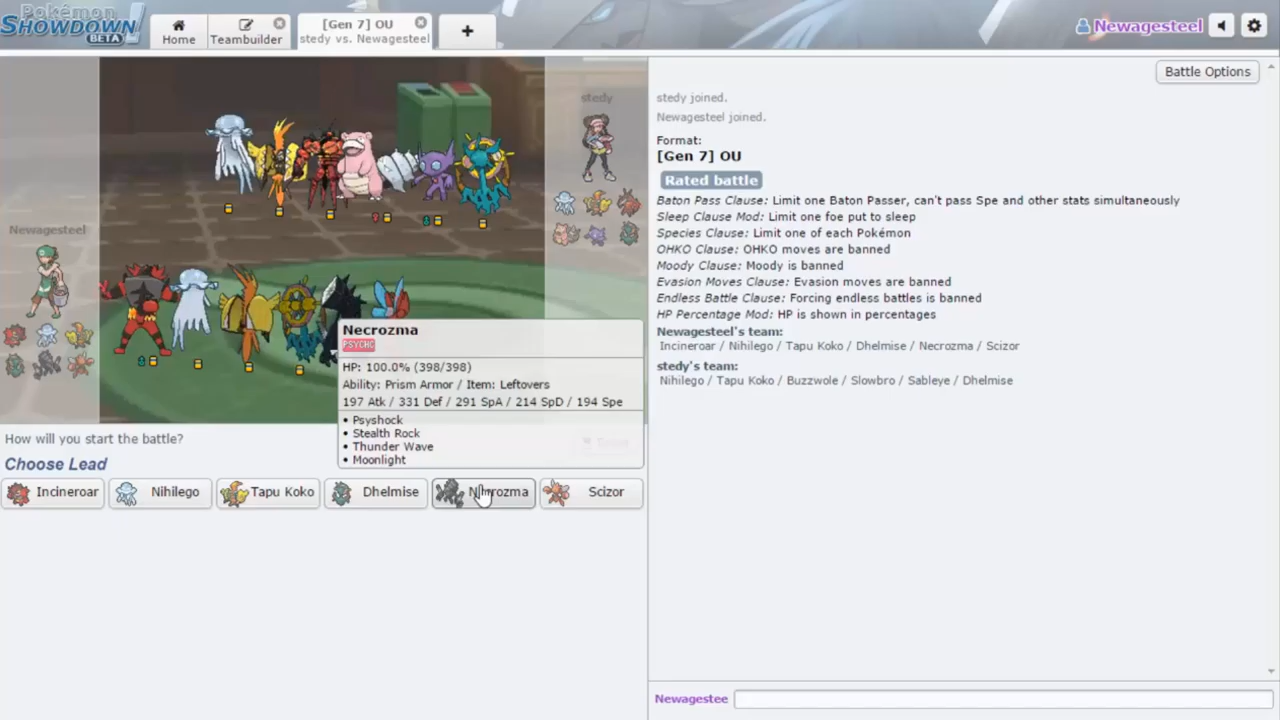 Pokémon
SHOWDOWN
BETA
Home
Teambuilder
[Gen 7] OU
stedy vs. Newagesteel
+
Newagesteel
stedy
Newagesteel
Necrozma
PSYCHC
HP: 100.0% (398/398)
Ability: Prism Armor / Item: Leftovers
197 Atk / 331 Def / 291 SpA / 214 SpD / 194 Spe
• Psyshock
• Stealth Rock
• Thunder Wave
• Moonlight
How will you start the battle?
Choose Lead
Incineroar
Nihilego
Tapu Koko
Dhelmise
Necrozma
Scizor
Battle Options
stedy joined.
Newagesteel joined.
Format:
[Gen 7] OU
Rated battle
Baton Pass Clause: Limit one Baton Passer, can't pass Spe and other stats simultaneously
Sleep Clause Mod: Limit one foe put to sleep
Species Clause: Limit one of each Pokémon
OHKO Clause: OHKO moves are banned
Moody Clause: Moody is banned
Evasion Moves Clause: Evasion moves are banned
Endless Battle Clause: Forcing endless battles is banned
HP Percentage Mod: HP is shown in percentages
Newagesteel's team:
Incineroar / Nihilego / Tapu Koko / Dhelmise / Necrozma / Scizor
stedy's team:
Nihilego / Tapu Koko / Buzzwole / Slowbro / Sableye / Dhelmise
Newagestee